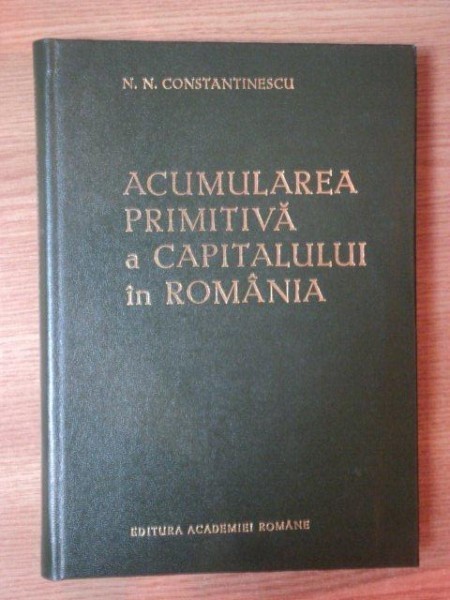 N. N. CONSTANTINESCU
ACUMULAREA
PRIMITIVĂ
a CAPITALULUI
în ROMÂNIA
EDITURA ACADEMIEI ROMÂNE